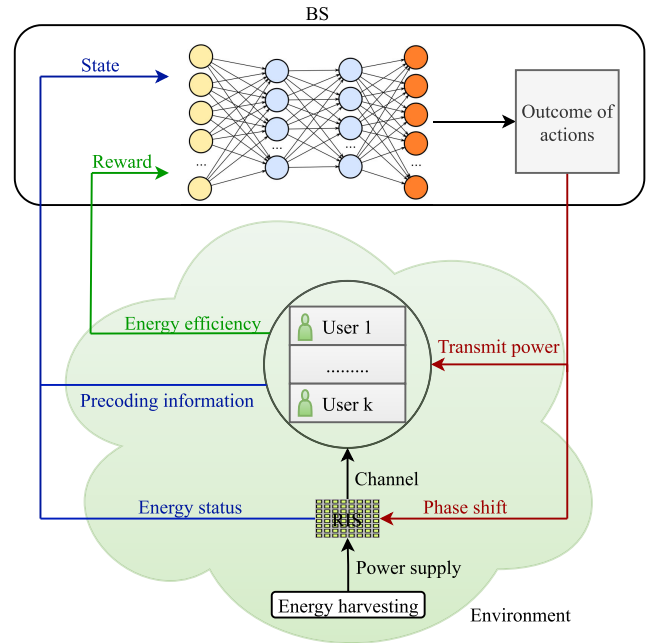 BS
State
Outcome of
actions
...
...
...
...
Reward
Energy efficiency
User 1
Transmit power
.........
Precoding information
User k
Channel
Energy status
RIS
Phase shift
Power supply
Energy harvesting
Environment